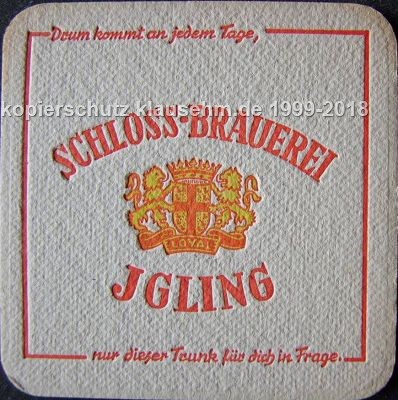 Drum kommt an jedem Tage,
kopierschutz klausehm.de 1999-2018
SCHLOSS-BRAUEREI
LOYAL
JGLING
nur dieser Trunk für dich in Frage.